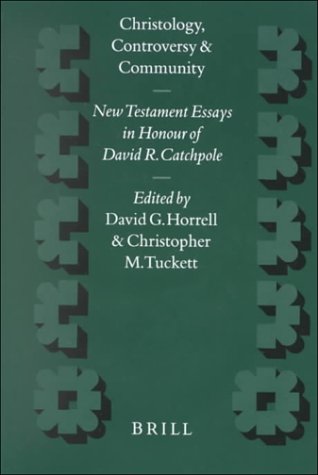 Christology,
Controversy &
Community
New Testament Essays
in Honour of
David R. Catchpole
Edited by
David G. Horrell
& Christopher
M. Tuckett
BRILL